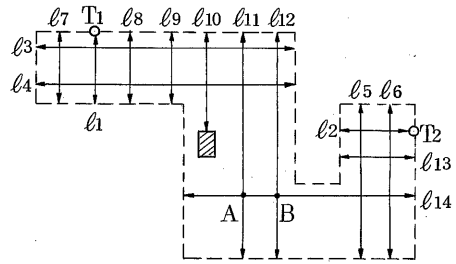 ℓ7 T1 ℓ8 ℓ9 ℓ10 ℓ11 ℓ12
ℓ3
ℓ4 ℓ5 ℓ6
ℓ1 ℓ2 T2
ℓ13
A B ℓ14